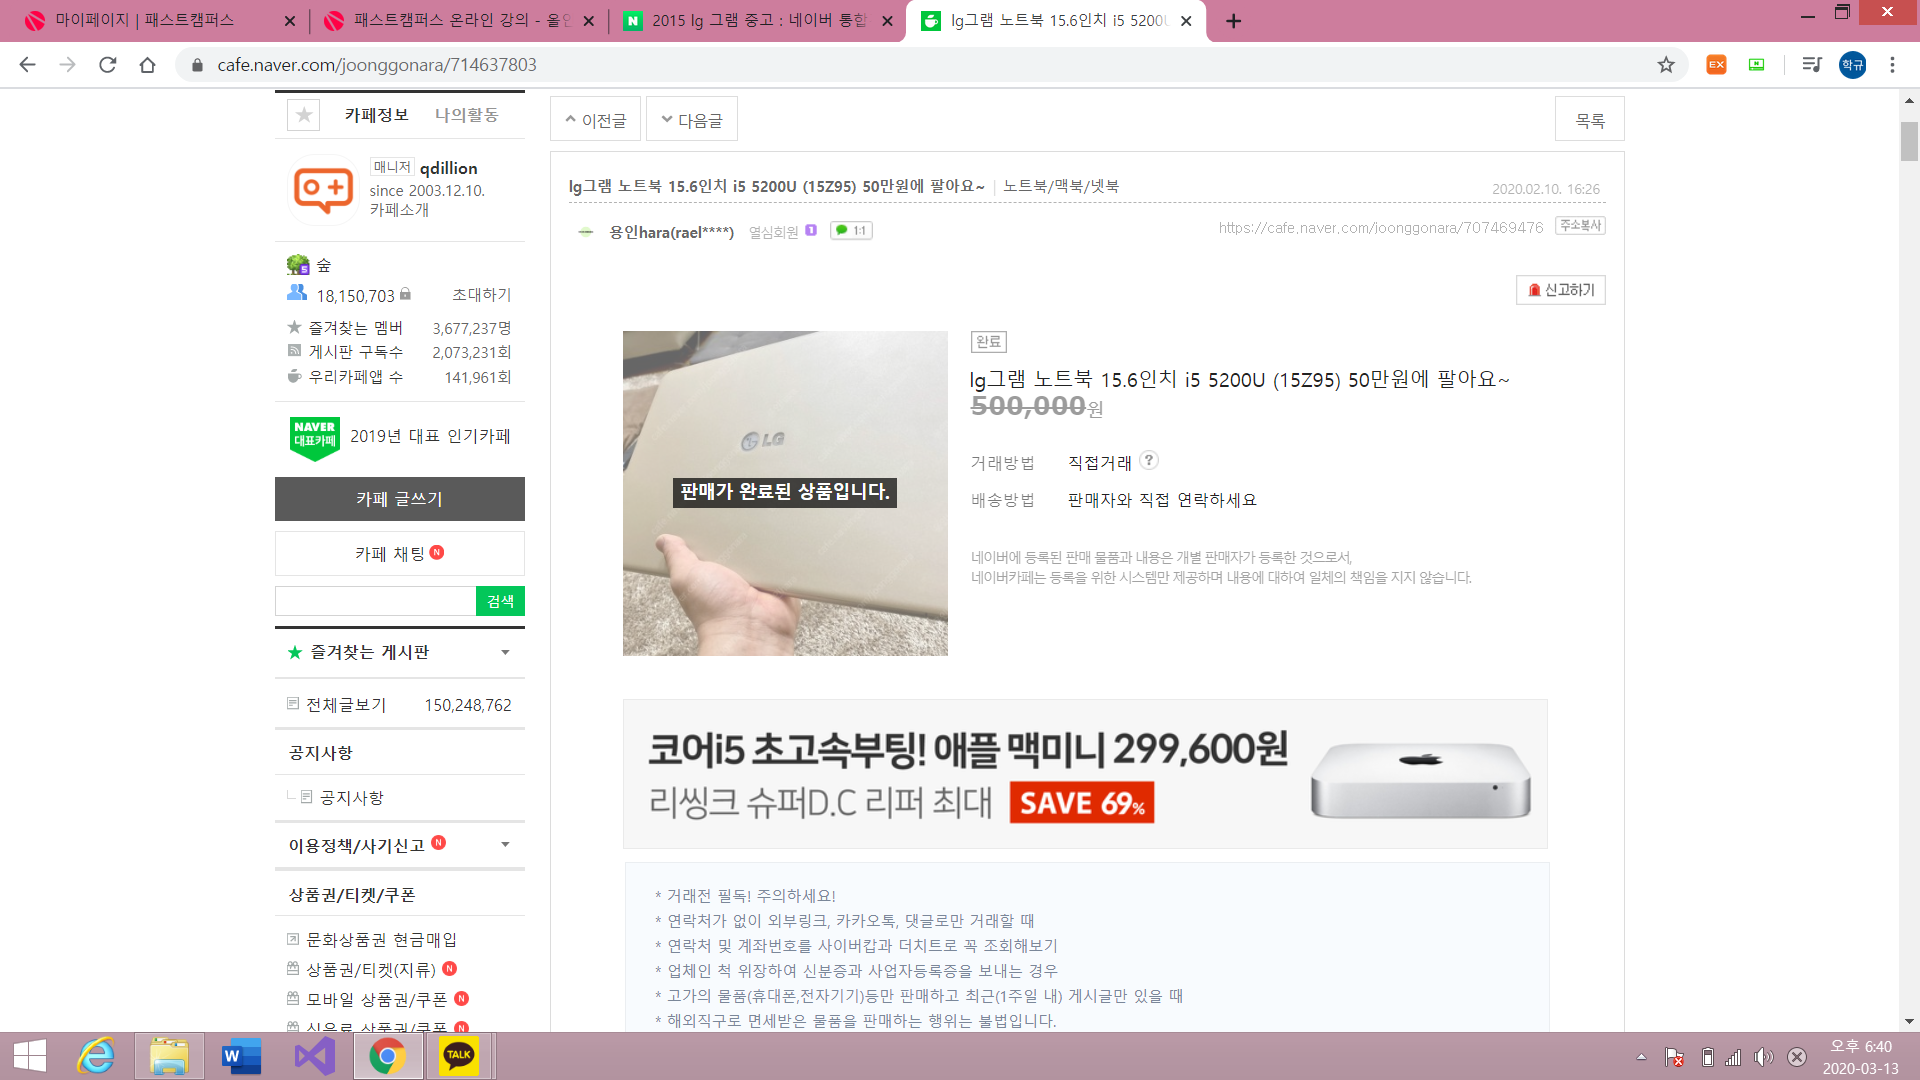 마이페이지 | 패스트캠퍼스
패스트캠퍼스 온라인 강의 - 올인
2015 lg 그램 중고 : 네이버 통합
lg그램 노트북 15.6인치 i5 5200U
cafe.naver.com/joonggonara/714637803
EX
학규
카페정보 나의활동
매니저 qdillion
since 2003.12.10.
카페소개
숲
18,150,703 초대하기
즐겨찾는 멤버 3,677,237명
게시판 구독수 2,073,231회
우리카페앱 수 141,961회
NAVER
대표카페
2019년 대표 인기카페
카페 글쓰기
카페 채팅 N
검색
즐겨찾는 게시판
전체글보기 150,248,762
공지사항
공지사항
이용정책/사기신고 N
상품권/티켓/쿠폰
문화상품권 현금매입
상품권/티켓(지류) N
모바일 상품권/쿠폰 N
식음료 상품권/쿠폰 N
이전글 다음글 목록
lg그램 노트북 15.6인치 i5 5200U (15Z95) 50만원에 팔아요~ | 노트북/맥북/넷북
2020.02.10. 16:26
용인hara(rael****) 열심회원 1 1:1
https://cafe.naver.com/joonggonara/707469476 주소복사
신고하기
LG
판매가 완료된 상품입니다.
완료
lg그램 노트북 15.6인치 i5 5200U (15Z95) 50만원에 팔아요~
500,000원
거래방법 직접거래 ?
배송방법 판매자와 직접 연락하세요
네이버에 등록된 판매 물품과 내용은 개별 판매자가 등록한 것으로서,
네이버카페는 등록을 위한 시스템만 제공하며 내용에 대하여 일체의 책임을 지지 않습니다.
코어i5 초고속부팅! 애플 맥미니 299,600원
리씽크 슈퍼D.C 리퍼 최대 SAVE 69%
* 거래전 필독! 주의하세요!
* 연락처가 없이 외부링크, 카카오톡, 댓글로만 거래할 때
* 연락처 및 계좌번호를 사이버캅과 더치트로 꼭 조회해보기
* 업체인 척 위장하여 신분증과 사업자등록증을 보내는 경우
* 고가의 물품(휴대폰,전자기기)등만 판매하고 최근(1주일 내) 게시글만 있을 때
* 해외직구로 면세받은 물품을 판매하는 행위는 불법입니다.
TALK
오후 6:40
2020-03-13